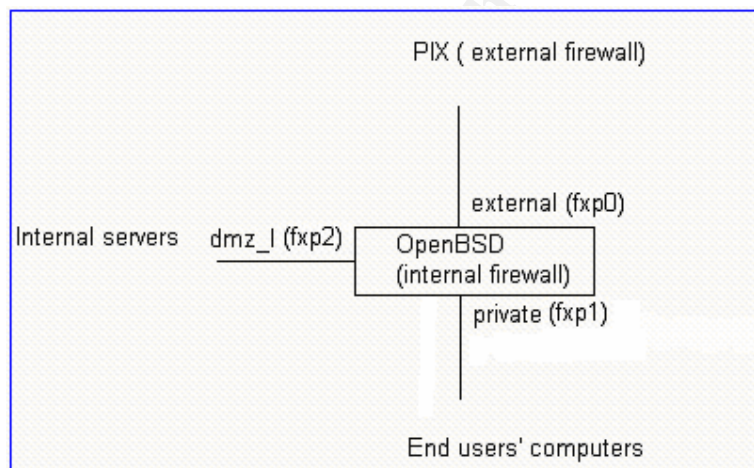 PIX ( external firewall)
external (fxp0)
Internal servers
dmz_I (fxp2)
OpenBSD
(internal firewall)
private (fxp1)
End users' computers